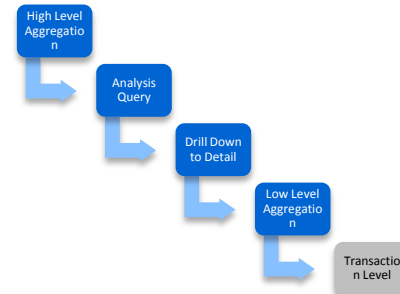 High Level
Aggregatio
n
Analysis
Query
Drill Down
to Detail
Low Level
Aggregatio
n
Transactio
n Level